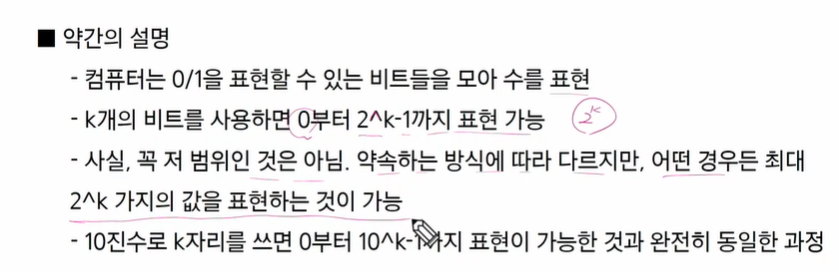 ■ 약간의 설명
- 컴퓨터는 0/1을 표현할 수 있는 비트들을 모아 수를 표현
- k개의 비트를 사용하면 0부터 2^k-1까지 표현 가능 2^k
- 사실, 꼭 저 범위인 것은 아님. 약속하는 방식에 따라 다르지만, 어떤 경우든 최대
2^k 가지의 값을 표현하는 것이 가능
- 10진수로 k자리를 쓰면 0부터 10^k-1까지 표현이 가능한 것과 완전히 동일한 과정